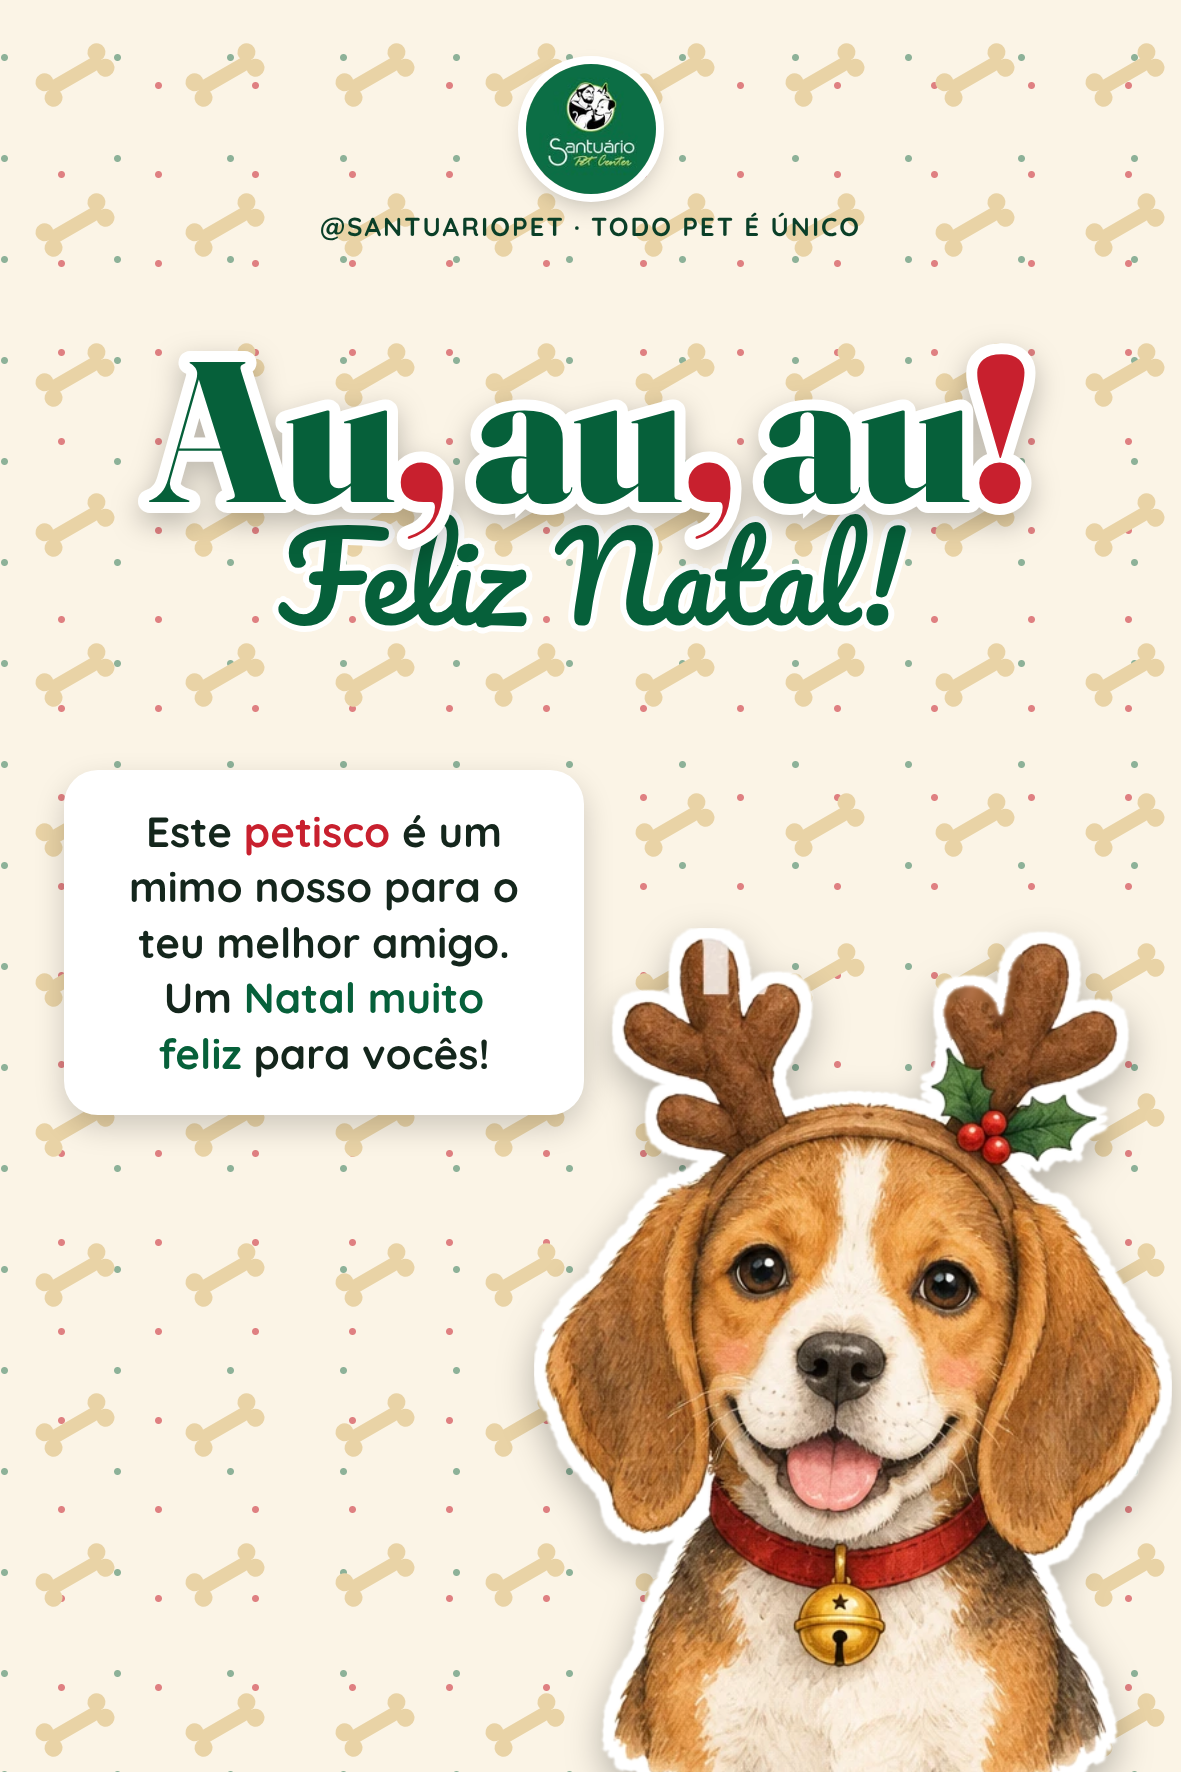 Santuário
Pet Center
@SANTUARIOPET · TODO PET É ÚNICO
Au, au, au!
Feliz Natal!
Este petisco é um
mimo nosso para o
teu melhor amigo.
Um Natal muito
feliz para vocês!